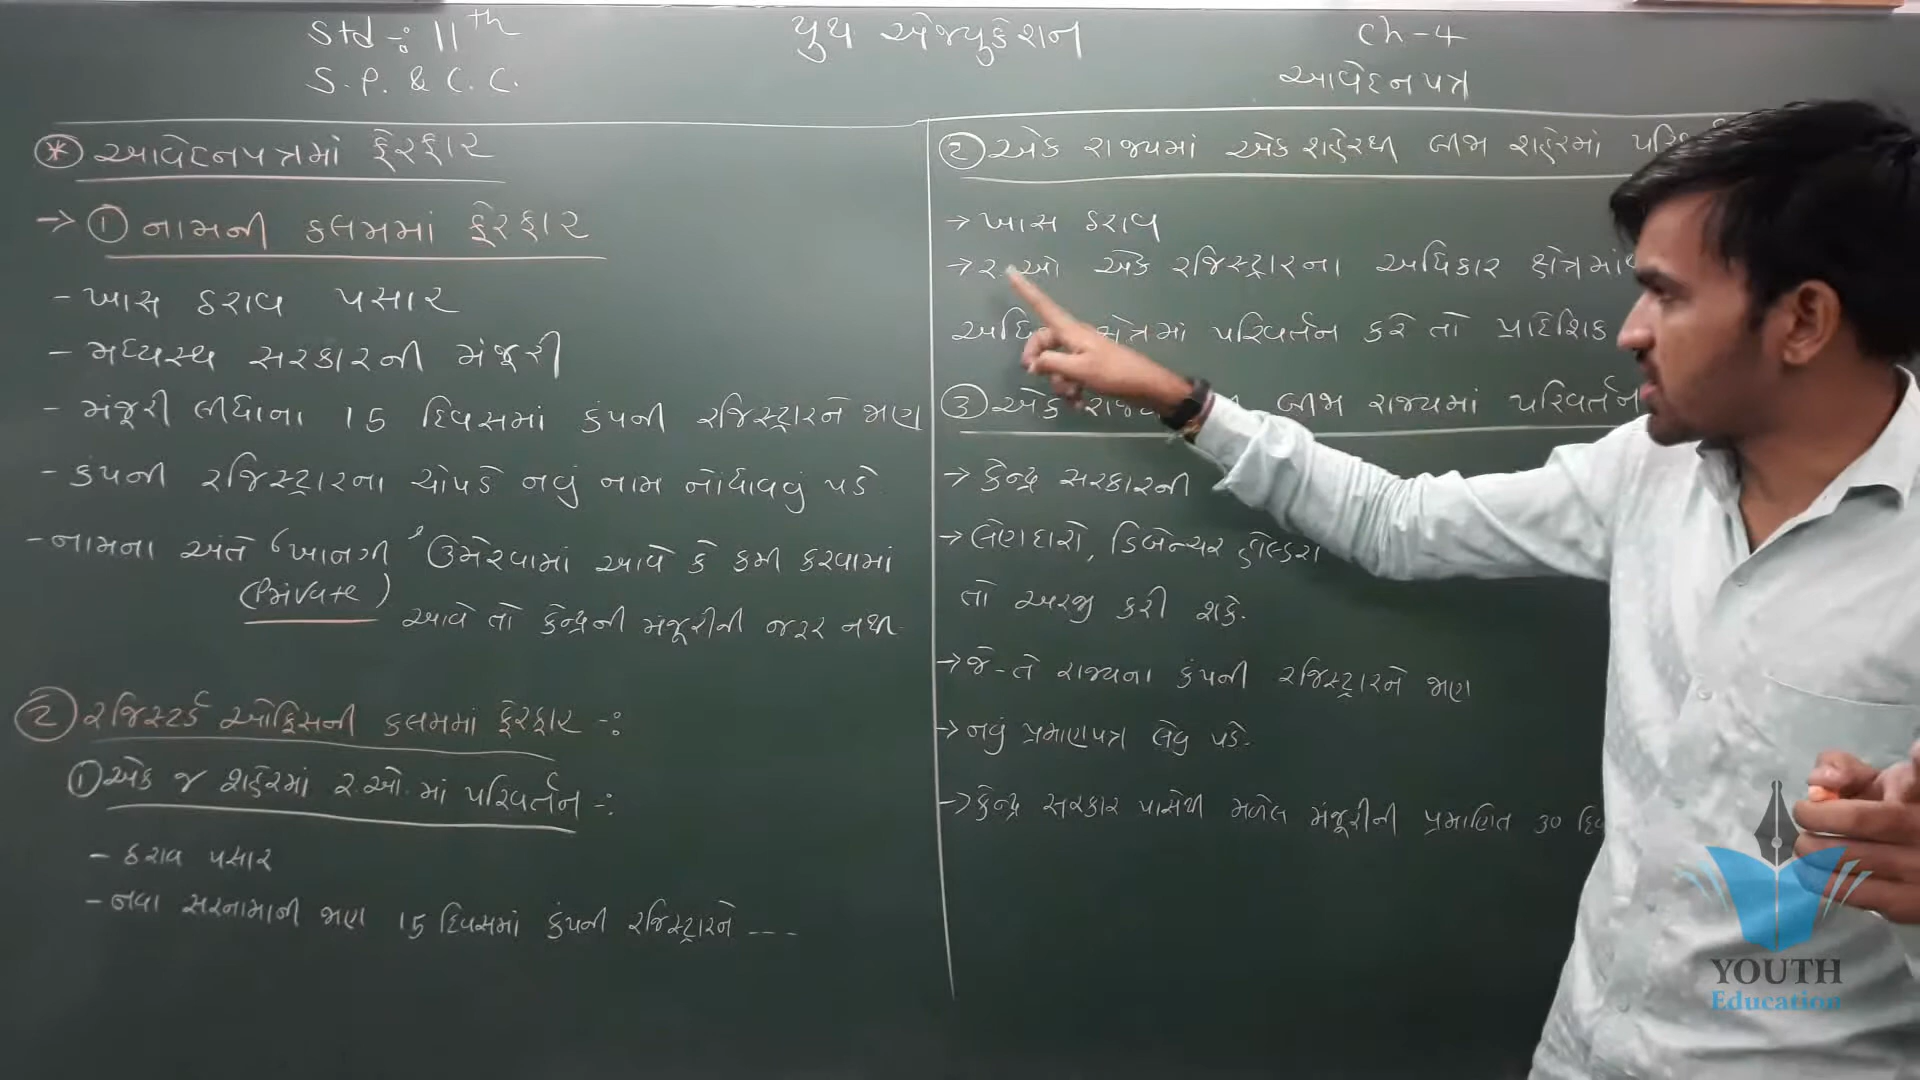 Std -: 11th
S.P. & C.C.
યુથ એજ્યુકેશન
Ch-4
આવેદનપત્ર
* આવેદનપત્રમાં ફેરફાર
→ ① નામની કલમમાં ફેરફાર
- ખાસ ઠરાવ પસાર
- મધ્યસ્થ સરકારની મંજૂરી
- મંજૂરી લીધાના 15 દિવસમાં કંપની રજિસ્ટ્રારને જાણ
- કંપની રજિસ્ટ્રારના ચોપડે નવું નામ નોંધાવવું પડે
- નામના અંતે 'ખાનગી' ઉમેરવામાં આવે કે કમી કરવામાં
(Private) આવે તો કેન્દ્રની મંજૂરીની જરૂર નથી.
② રજિસ્ટર્ડ ઓફિસની કલમમાં ફેરફાર -:
① એક જ શહેરમાં ર.ઓ. માં પરિવર્તન -:
- ઠરાવ પસાર
- નવા સરનામાની જાણ 15 દિવસમાં કંપની રજિસ્ટ્રારને ----
② એક રાજ્યમાં એક શહેરથી બીજા શહેરમાં
→ ખાસ ઠરાવ
→ ર.ઓ એક રજિસ્ટ્રારના અધિકાર ક્ષેત્રમાંથી
ક્ષેત્રમાં પરિવર્તન કરે તો પ્રાદેશિક
③ એક બીજા રાજ્યમાં પરિવર્તન
→ કેન્દ્ર સરકારની
→ લેણદારો, ડિબેન્ચર હોલ્ડરો
તો અરજી કરી શકે.
→ જે-તે રાજ્યના કંપની રજિસ્ટ્રારને જાણ
→ નવું પ્રમાણપત્ર લેવુ પડે.
→ કેન્દ્ર સરકાર પાસેથી મળેલ મંજૂરીની પ્રમાણિત 30
YOUTH
Education